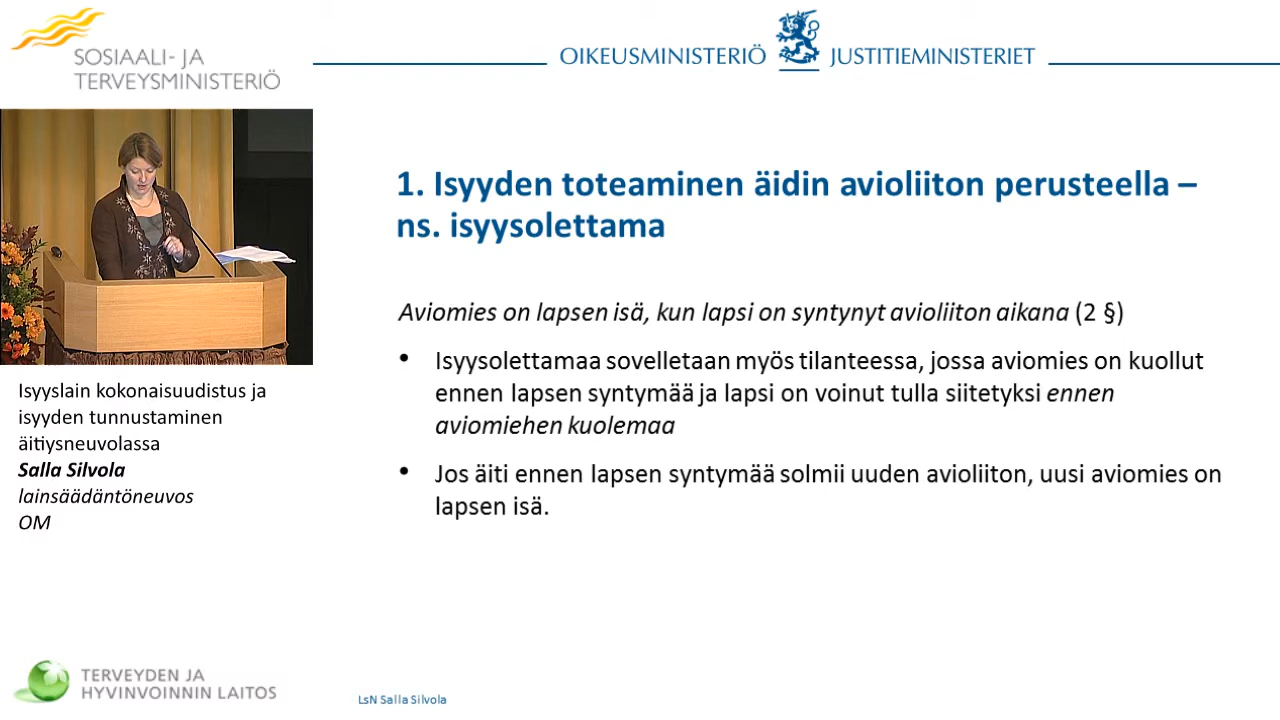 SOSIAALI- JA
TERVEYSMINISTERIÖ
OIKEUSMINISTERIÖ JUSTITIEMINISTERIET
1. Isyyden toteaminen äidin avioliiton perusteella –
ns. isyysolettama
Aviomies on lapsen isä, kun lapsi on syntynyt avioliiton aikana (2 §)
• Isyysolettamaa sovelletaan myös tilanteessa, jossa aviomies on kuollut
ennen lapsen syntymää ja lapsi on voinut tulla siitetyksi ennen
aviomiehen kuolemaa
• Jos äiti ennen lapsen syntymää solmii uuden avioliiton, uusi aviomies on
lapsen isä.
Isyyslain kokonaisuudistus ja
isyyden tunnustaminen
äitiysneuvolassa
Salla Silvola
lainsäädäntöneuvos
OM
TERVEYDEN JA
HYVINVOINNIN LAITOS
LsN Salla Silvola